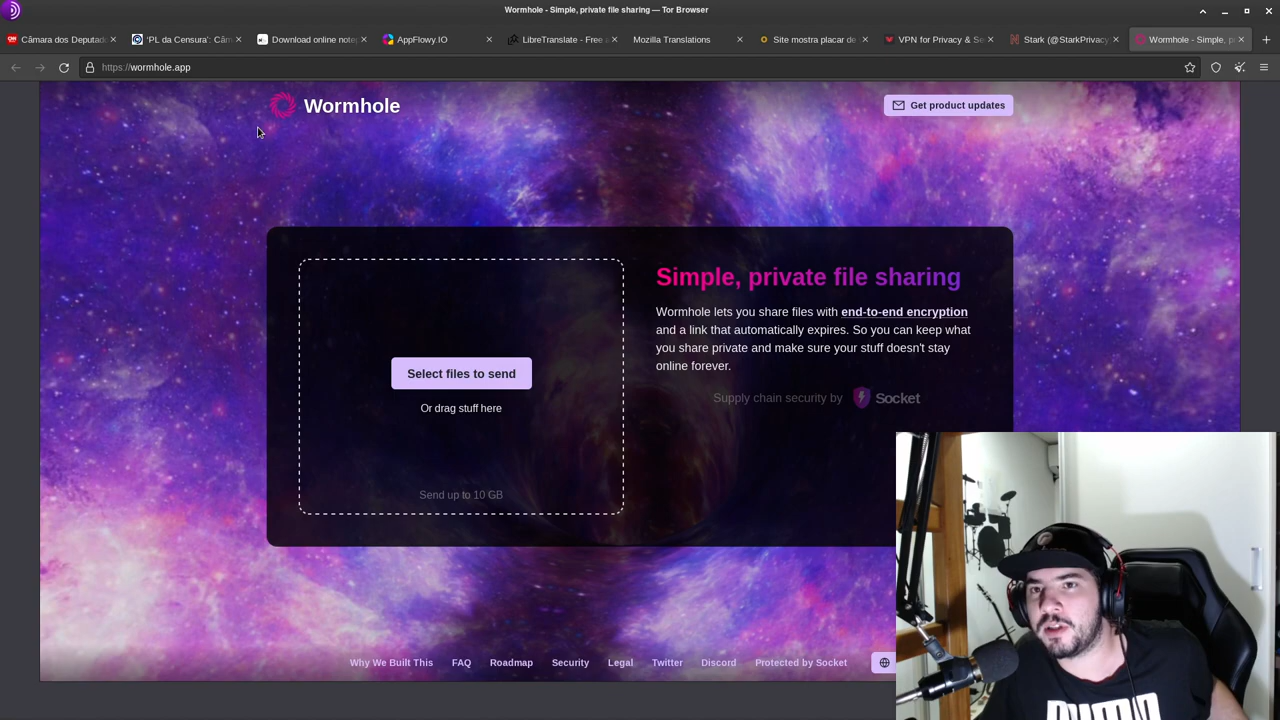 Wormhole - Simple, private file sharing — Tor Browser
Câmara dos Deputad
'PL da Censura': Câm
Download online note
AppFlowy.IO
LibreTranslate - Free
Mozilla Translations
Site mostra placar de
VPN for Privacy & Se
Stark (@StarkPrivacy
Wormhole - Simple, p
https://wormhole.app
Wormhole
Get product updates
Simple, private file sharing
Wormhole lets you share files with end-to-end encryption
and a link that automatically expires. So you can keep what
you share private and make sure your stuff doesn't stay
online forever.
Select files to send
Supply chain security by Socket
Or drag stuff here
Send up to 10 GB
Why We Built This FAQ Roadmap Security Legal Twitter Discord Protected by Socket
PUMA